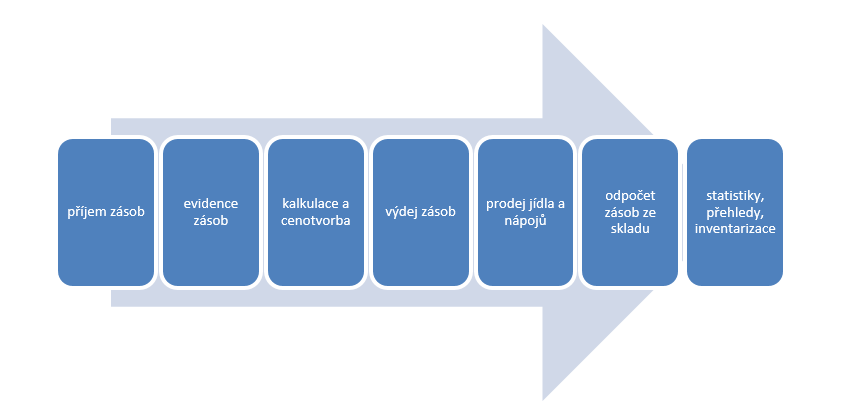 příjem zásob
evidence
zásob
kalkulace a
cenotvorba
výdej zásob
prodej jídla a
nápojů
odpočet
zásob ze
skladu
statistiky,
přehledy,
inventarizace